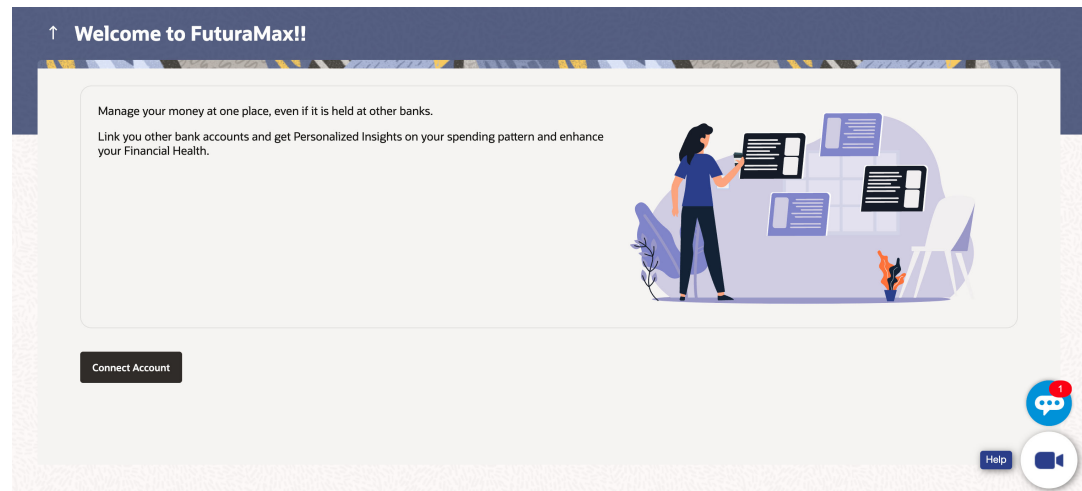 Welcome to FuturaMax!!
Manage your money at one place, even if it is held at other banks.
Link you other bank accounts and get Personalized Insights on your spending pattern and enhance
your Financial Health.
Connect Account
1
Help